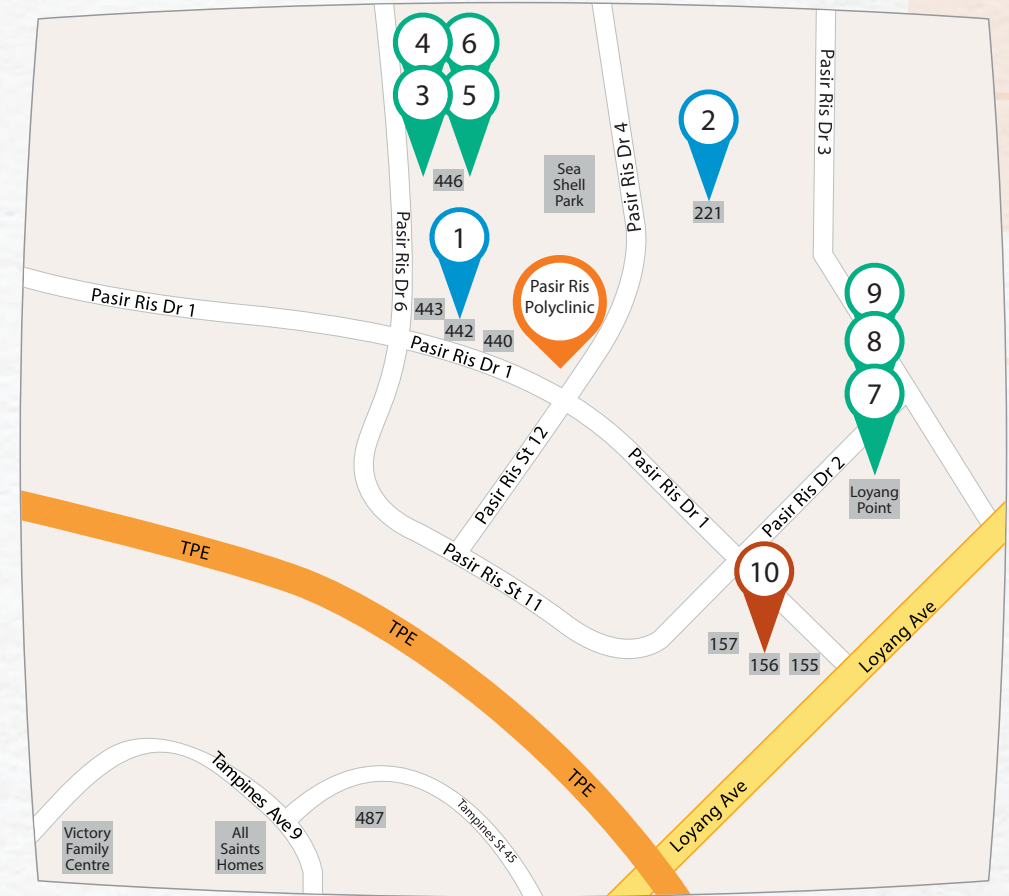 4
6
3
5
2
Pasir Ris Dr 3
Pasir Ris Dr 4
Sea
Shell
Park
446
221
Pasir Ris Dr 6
1
Pasir Ris
Polyclinic
9
8
7
Pasir Ris Dr 1
443
442
440
Pasir Ris Dr 1
Pasir Ris St 12
Pasir Ris Dr 1
Pasir Ris Dr 2
Loyang
Point
TPE
Pasir Ris St 11
10
TPE
157
156
155
Loyang Ave
Tampines Ave 9
TPE
Loyang Ave
487
Tampines St 45
Victory
Family
Centre
All
Saints
Homes